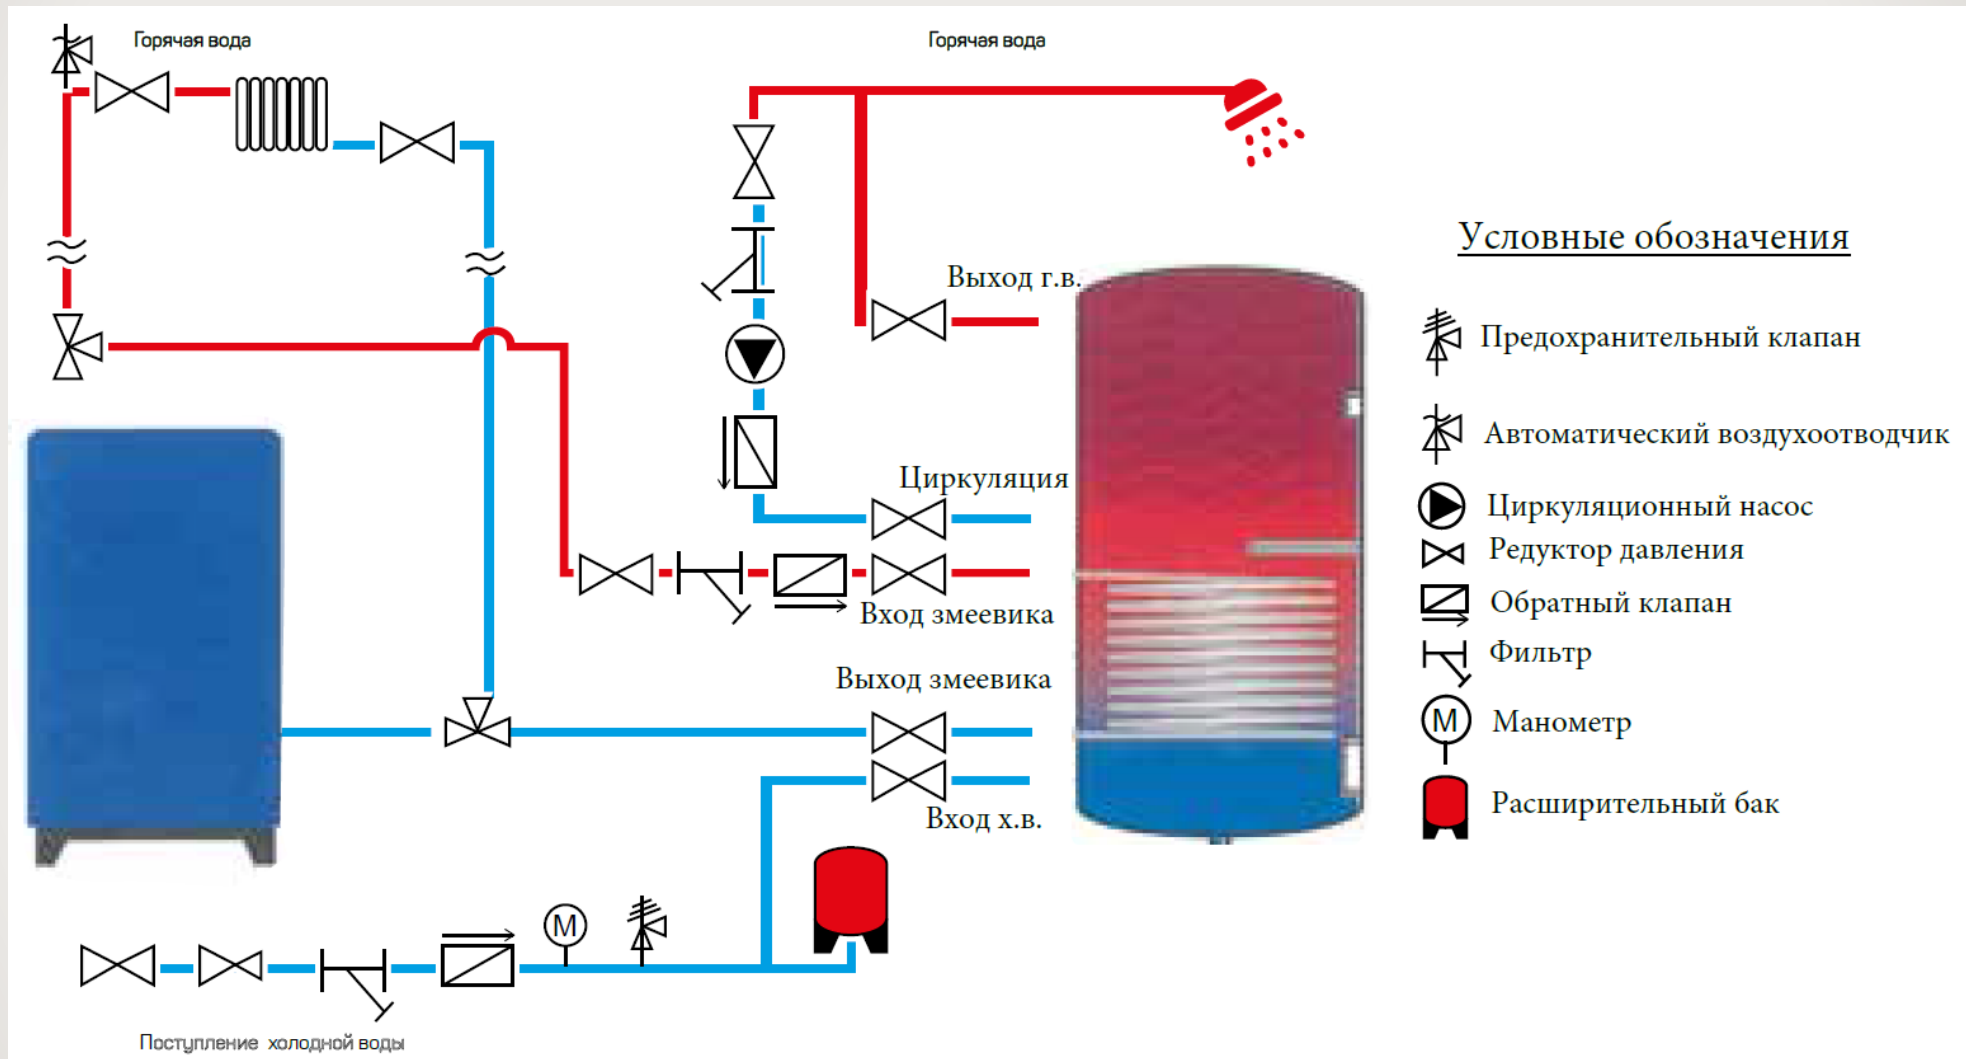 Горячая вода
Горячая вода
Условные обозначения
Выход г.в.
Предохранительный клапан
Автоматический воздухоотводчик
Циркуляция
Циркуляционный насос
Редуктор давления
Обратный клапан
Вход змеевика
Фильтр
Выход змеевика
M
Манометр
Вход х.в.
Расширительный бак
M
Поступление холодной воды